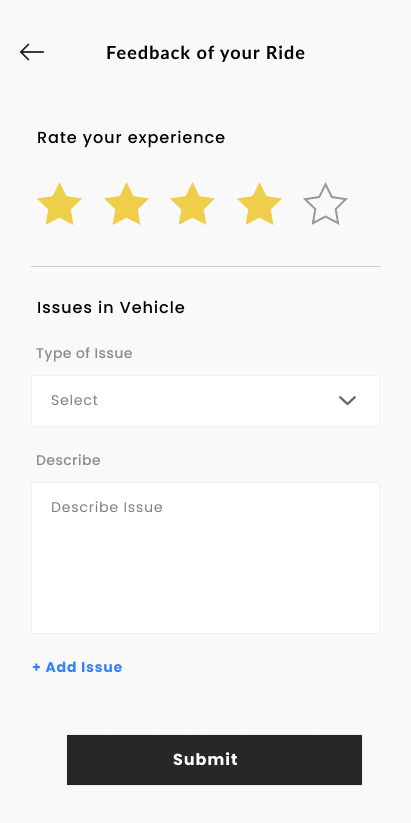 Feedback of your Ride
Rate your experience
Issues in Vehicle
Type of Issue
Select
Describe
Describe Issue
+ Add Issue
Submit